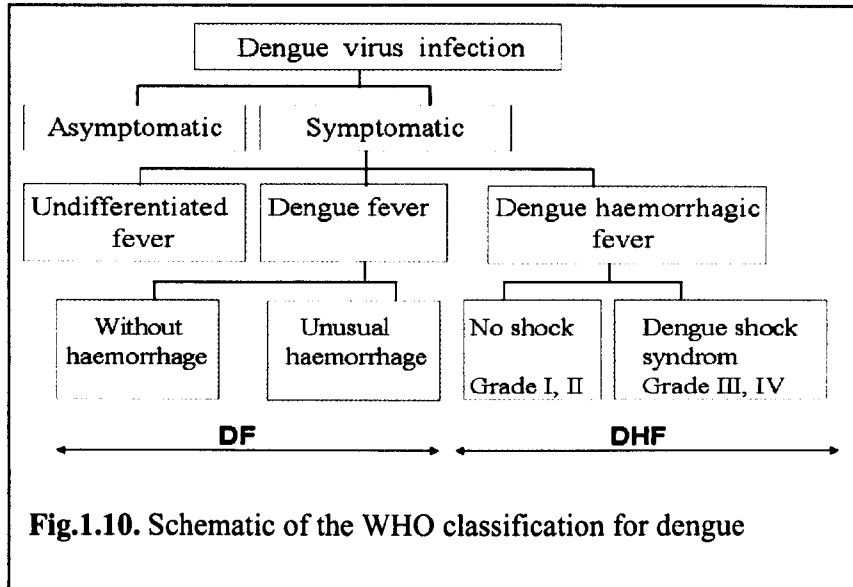 Dengue virus infection
Asymptomatic
Symptomatic
Undifferentiated
fever
Dengue fever
Dengue haemorrhagic
fever
Without
haemorrhage
Unusual
haemorrhage
No shock
Grade I, II
Dengue shock
syndrom
Grade III, IV
DF
DHF
Fig.1.10. Schematic of the WHO classification for dengue